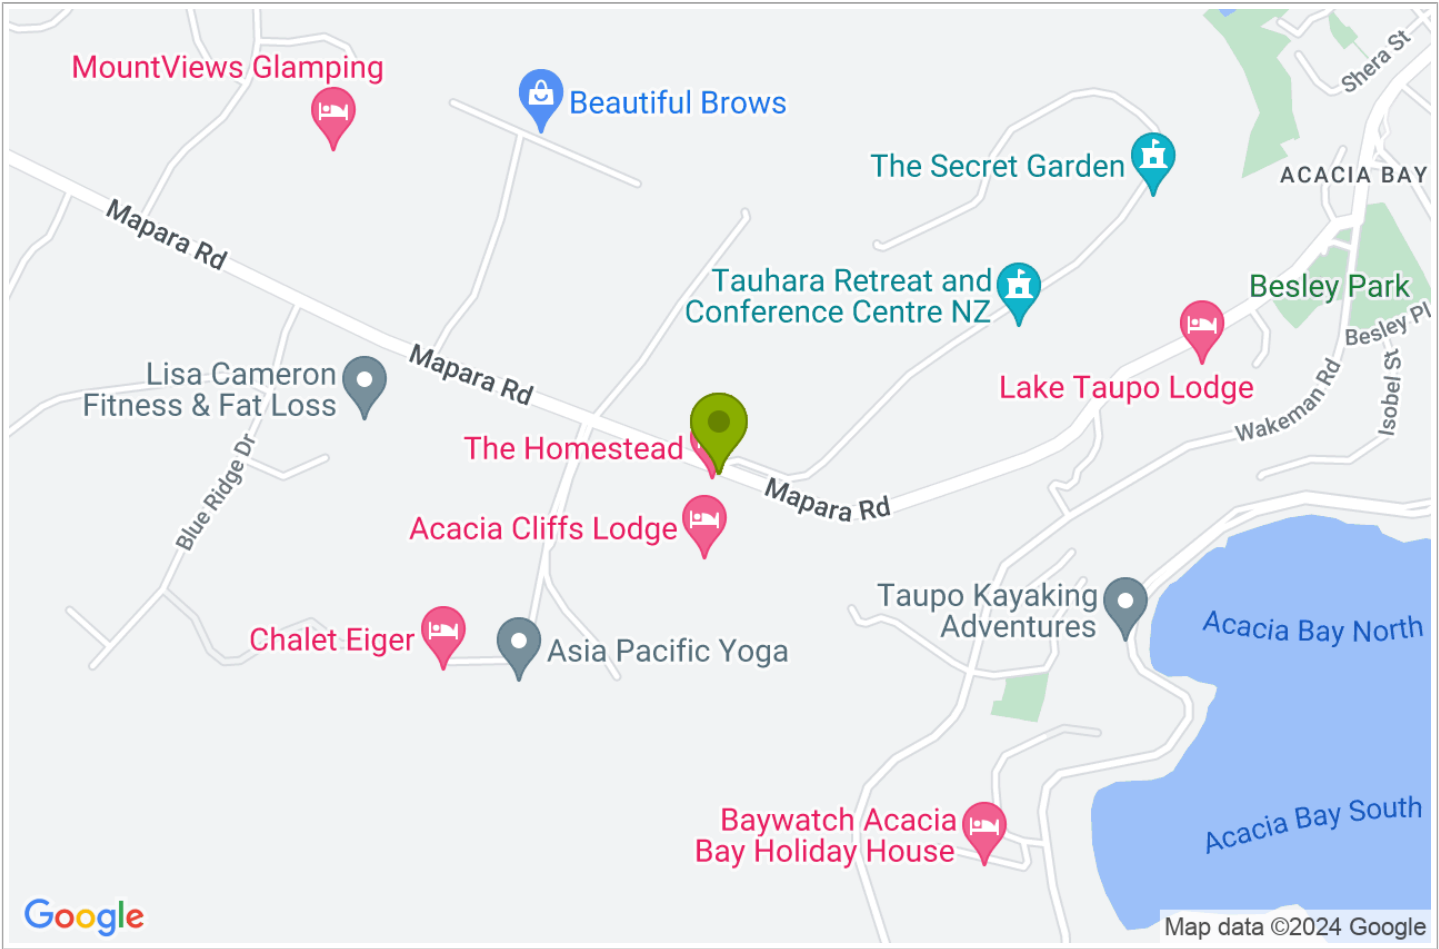 MountViews Glamping
Beautiful Brows
Shera St
The Secret Garden
ACACIA BAY
Mapara Rd
Tauhara Retreat and
Conference Centre NZ
Besley Park
Besley Pl
Lisa Cameron
Fitness & Fat Loss
Mapara Rd
Lake Taupo Lodge
Isobel St
Wakeman Rd
The Homestead
Blue Ridge Dr
Mapara Rd
Acacia Cliffs Lodge
Taupo Kayaking
Adventures
Acacia Bay North
Chalet Eiger
Asia Pacific Yoga
Baywatch Acacia
Bay Holiday House
Acacia Bay South
Google
Map data ©2024 Google